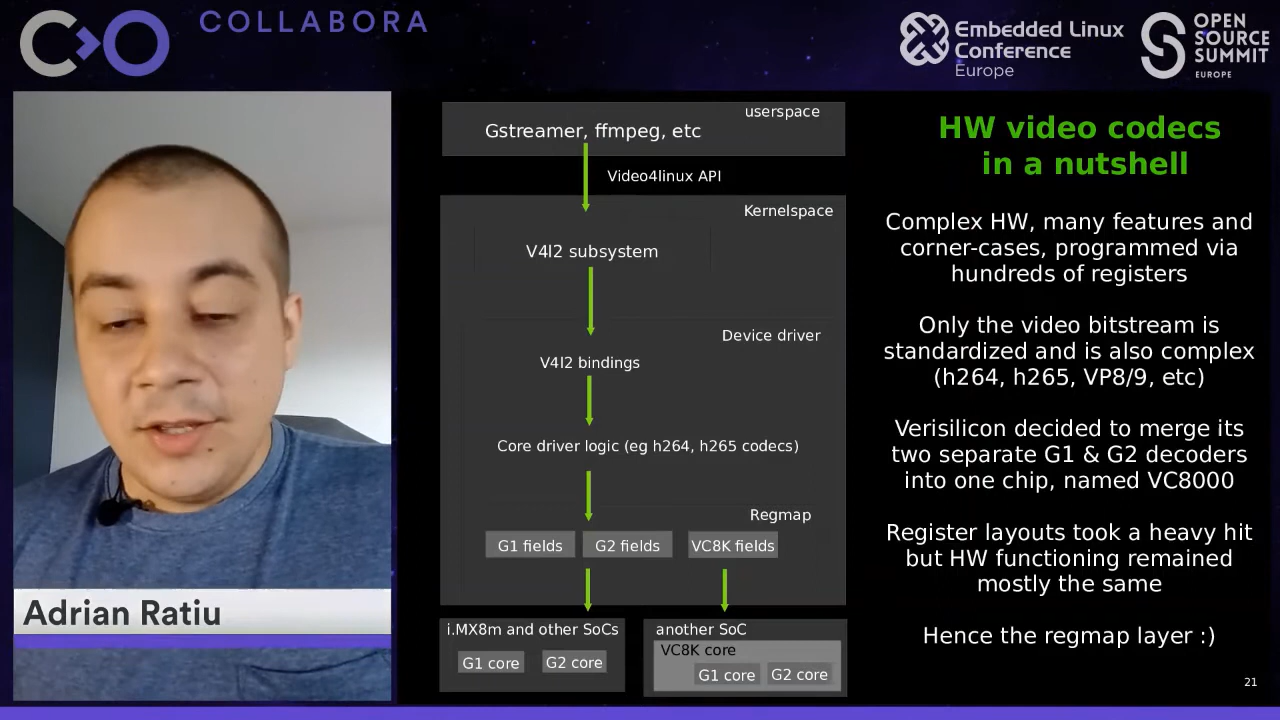 COLLABORA
Embedded Linux
Conference
Europe
OPEN
SOURCE
SUMMIT
EUROPE
userspace
Gstreamer, ffmpeg, etc
Video4linux API
Kernelspace
V4l2 subsystem
Device driver
V4l2 bindings
Core driver logic (eg h264, h265 codecs)
Regmap
G1 fields
G2 fields
VC8K fields
i.MX8m and other SoCs
G1 core
G2 core
another SoC
VC8K core
G1 core
G2 core
HW video codecs
in a nutshell
Complex HW, many features and
corner-cases, programmed via
hundreds of registers
Only the video bitstream is
standardized and is also complex
(h264, h265, VP8/9, etc)
Verisilicon decided to merge its
two separate G1 & G2 decoders
into one chip, named VC8000
Register layouts took a heavy hit
but HW functioning remained
mostly the same
Hence the regmap layer :)
21
Adrian Ratiu